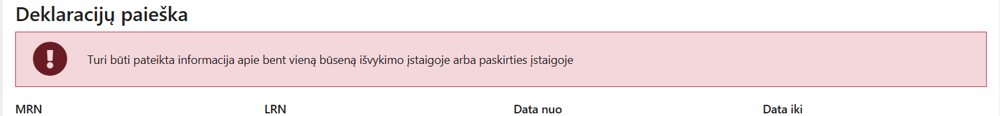 Deklaracijų paieška
Turi būti pateikta informacija apie bent vieną būseną išvykimo įstaigoje arba paskirties įstaigoje
MRN LRN Data nuo Data iki